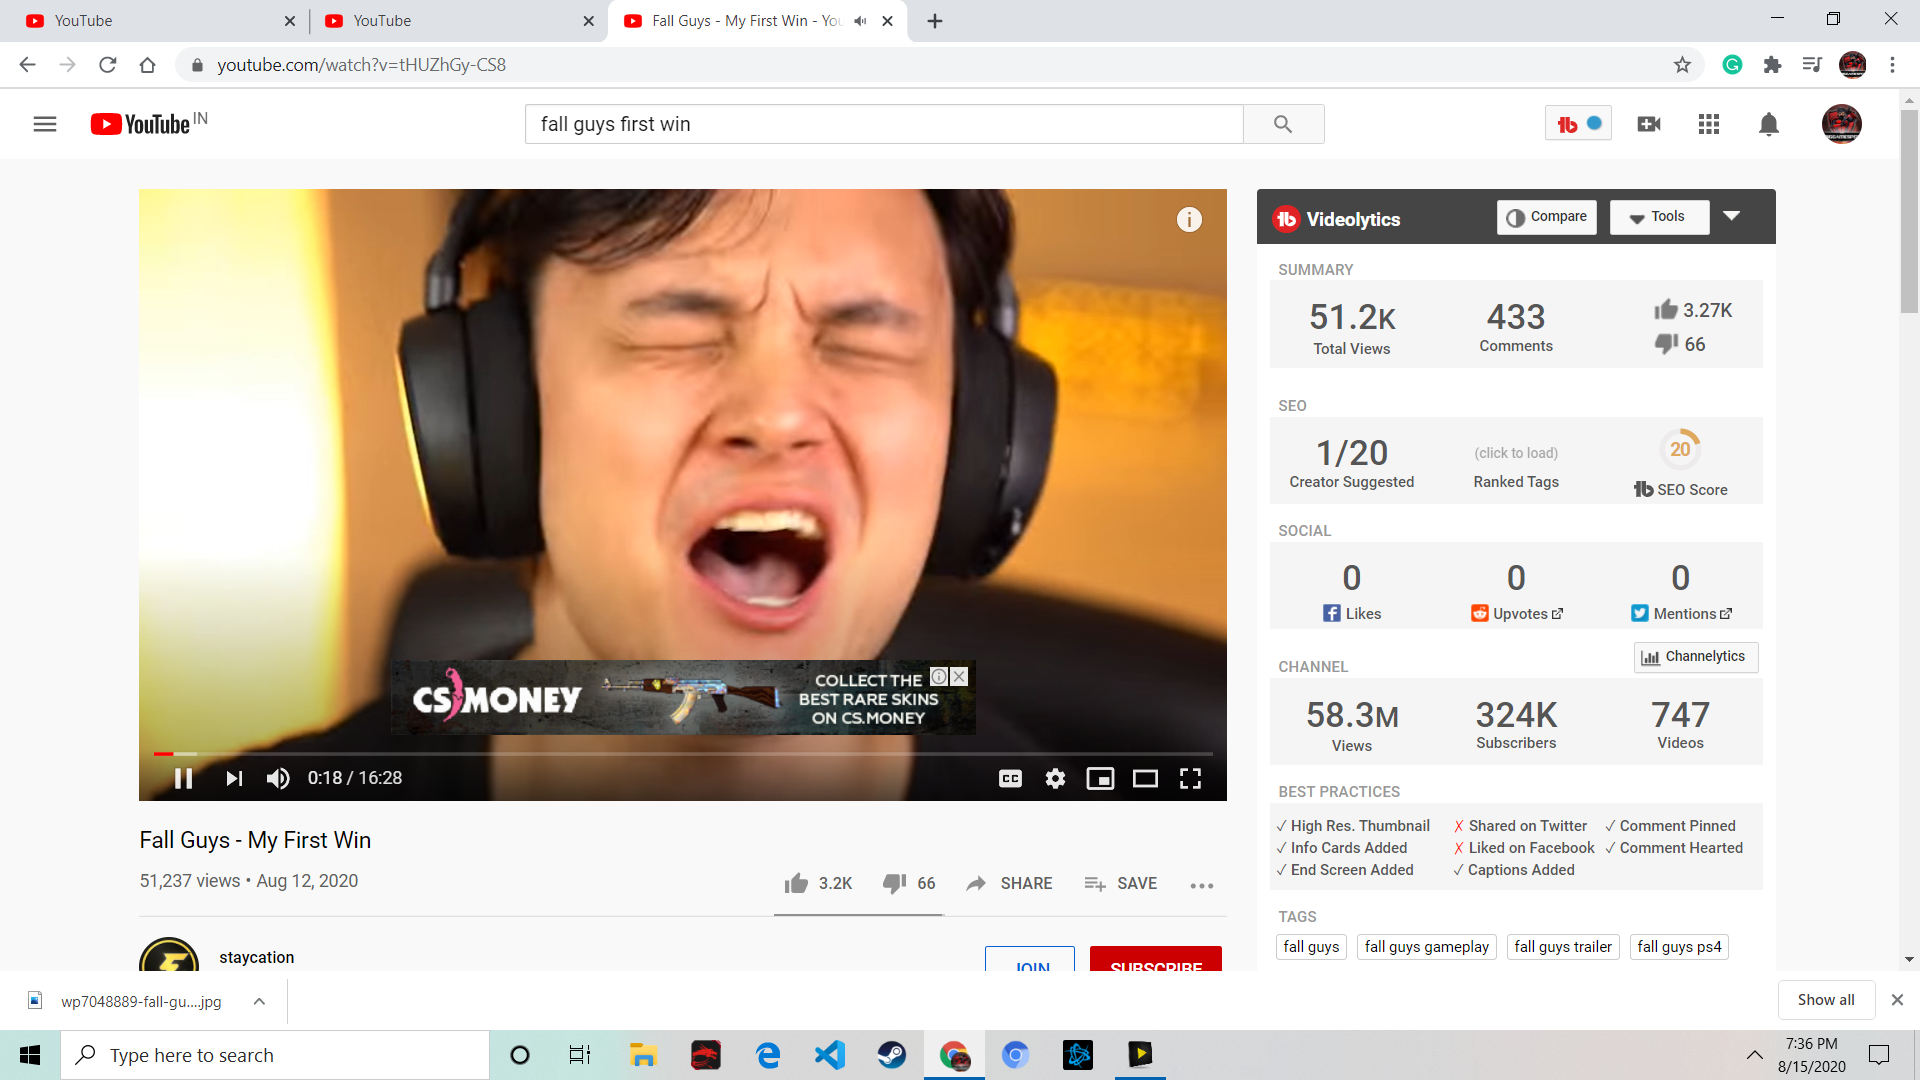 YouTube
YouTube
Fall Guys - My First Win - You
youtube.com/watch?v=tHUZhGy-CS8
YouTube IN
fall guys first win
Videolytics
Compare
Tools
SUMMARY
51.2K
Total Views
433
Comments
3.27K
66
SEO
1/20
Creator Suggested
(click to load)
Ranked Tags
20
SEO Score
SOCIAL
0
Likes
0
Upvotes
0
Mentions
CHANNEL
Channelytics
58.3M
Views
324K
Subscribers
747
Videos
BEST PRACTICES
High Res. Thumbnail
Shared on Twitter
Comment Pinned
Info Cards Added
Liked on Facebook
Comment Hearted
End Screen Added
Captions Added
TAGS
fall guys
fall guys gameplay
fall guys trailer
fall guys ps4
CS MONEY
COLLECT THE
BEST RARE SKINS
ON CS.MONEY
0:18 / 16:28
CC
Fall Guys - My First Win
51,237 views • Aug 12, 2020
3.2K
66
SHARE
SAVE
staycation
JOIN
SUBSCRIBE
wp7048889-fall-gu....jpg
Show all
Type here to search
7:36 PM
8/15/2020